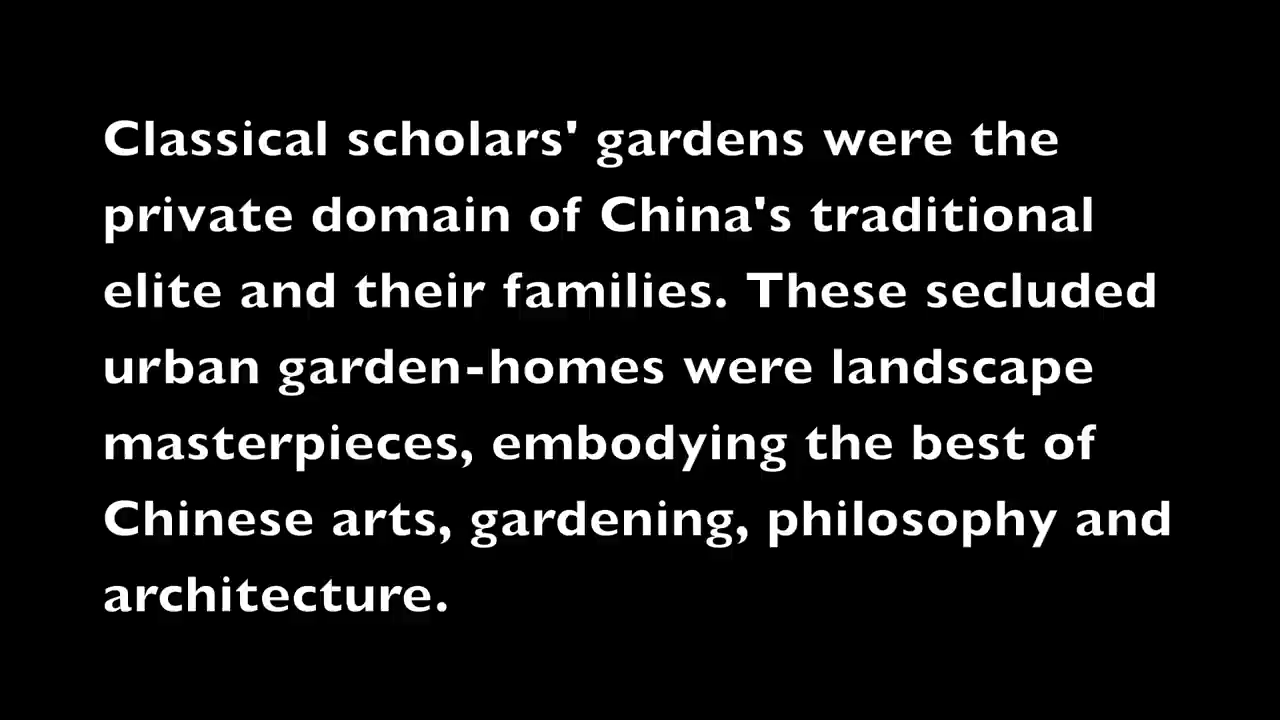 Classical scholars' gardens were the
private domain of China's traditional
elite and their families. These secluded
urban garden-homes were landscape
masterpieces, embodying the best of
Chinese arts, gardening, philosophy and
architecture.